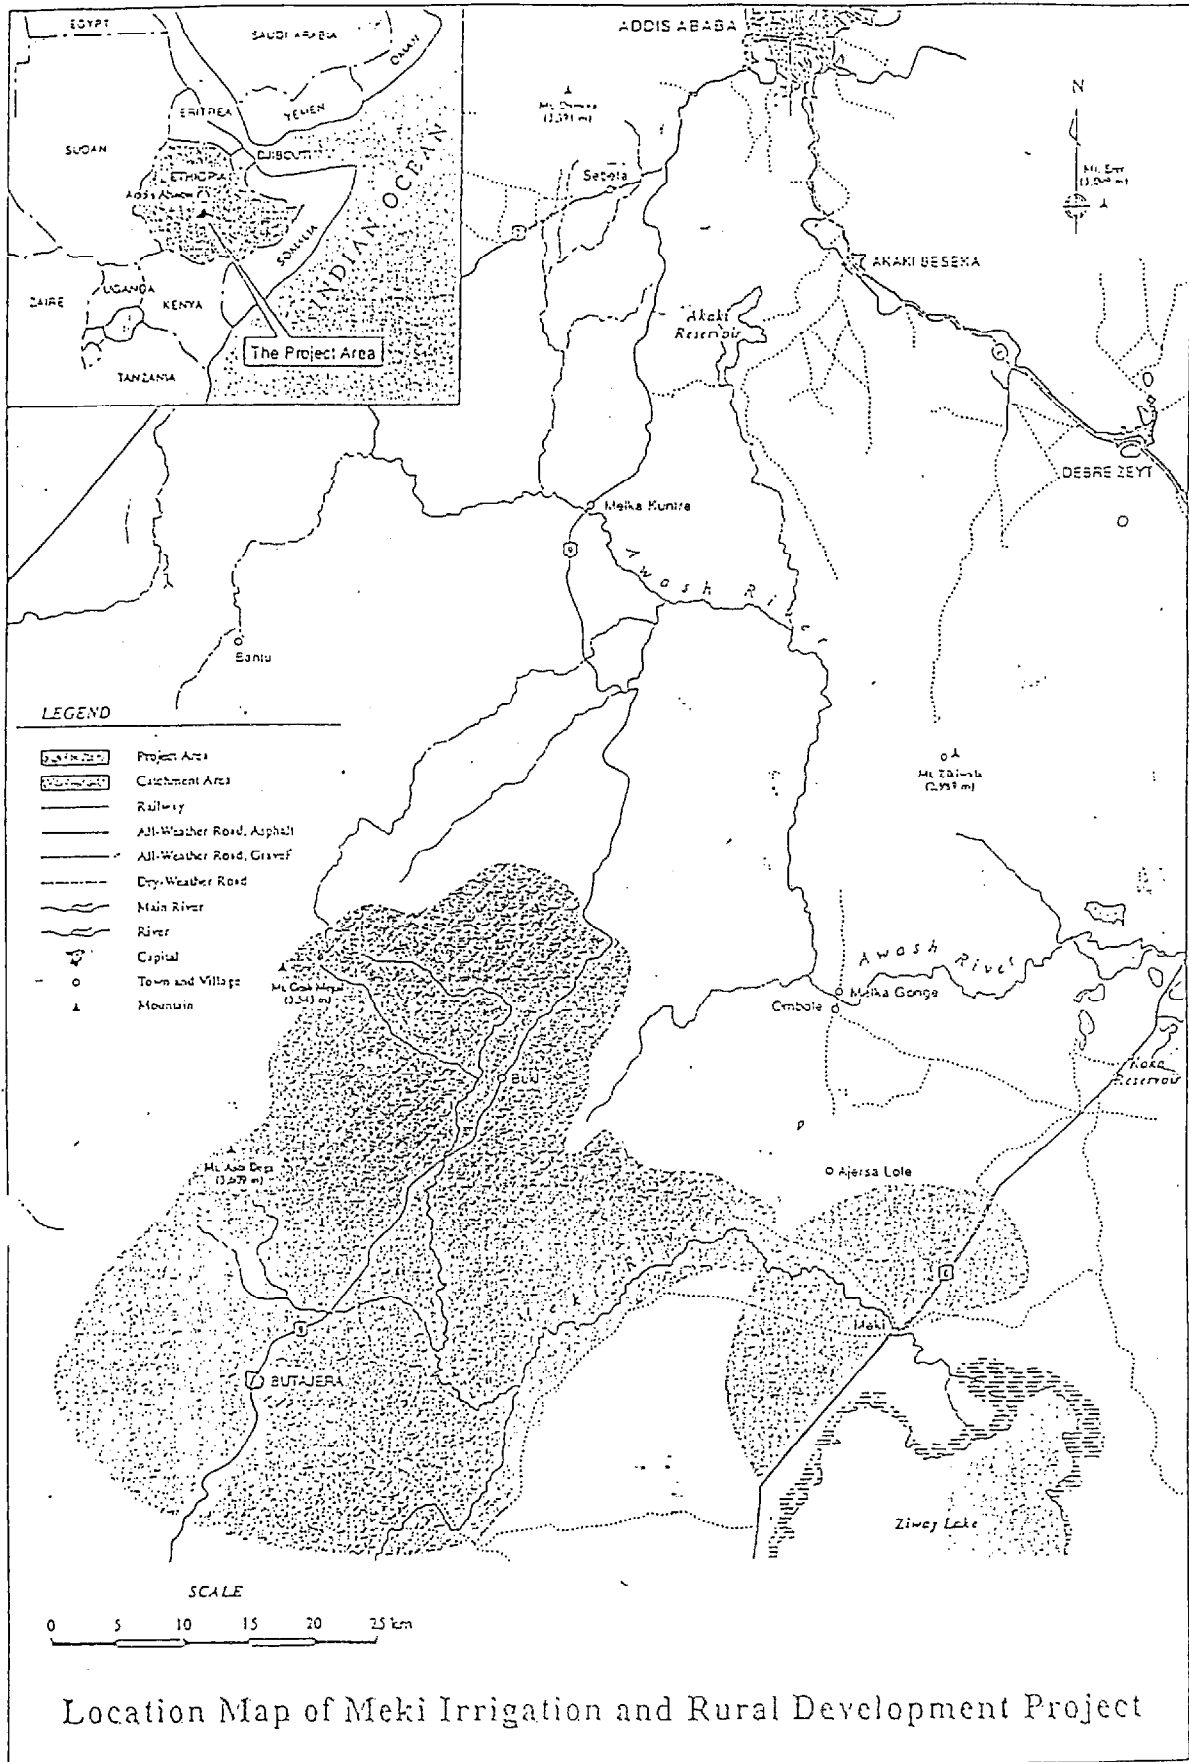 EGYPT
SAUDI ARABIA
OMAN
ERITREA
YEMEN
SUDAN
DJIBOUTI
ETHIOPIA
SOMALIA
INDIAN OCEAN
ZAIRE
UGANDA
KENYA
TANZANIA
The Project Area
ADDIS ABABA
N
Sebeta
AKAKI BESEKA
Akaki
Reservoir
DEBRE ZEYT
Melka Kuntra
9
Awash River
Bantu
LEGEND
Project Area
Catchment Area
Railway
All-Weather Road, Asphalt
All-Weather Road, Gravel
Dry-Weather Road
Main River
River
Capital
Town and Village
Mountain
Awash River
Melka Gonge
Ombole
Koka
Reservoir
Bui
Ajersa Lole
Meki
9
BUTAJERA
Ziway Lake
SCALE
0 5 10 15 20 25 km
Location Map of Meki Irrigation and Rural Development Project